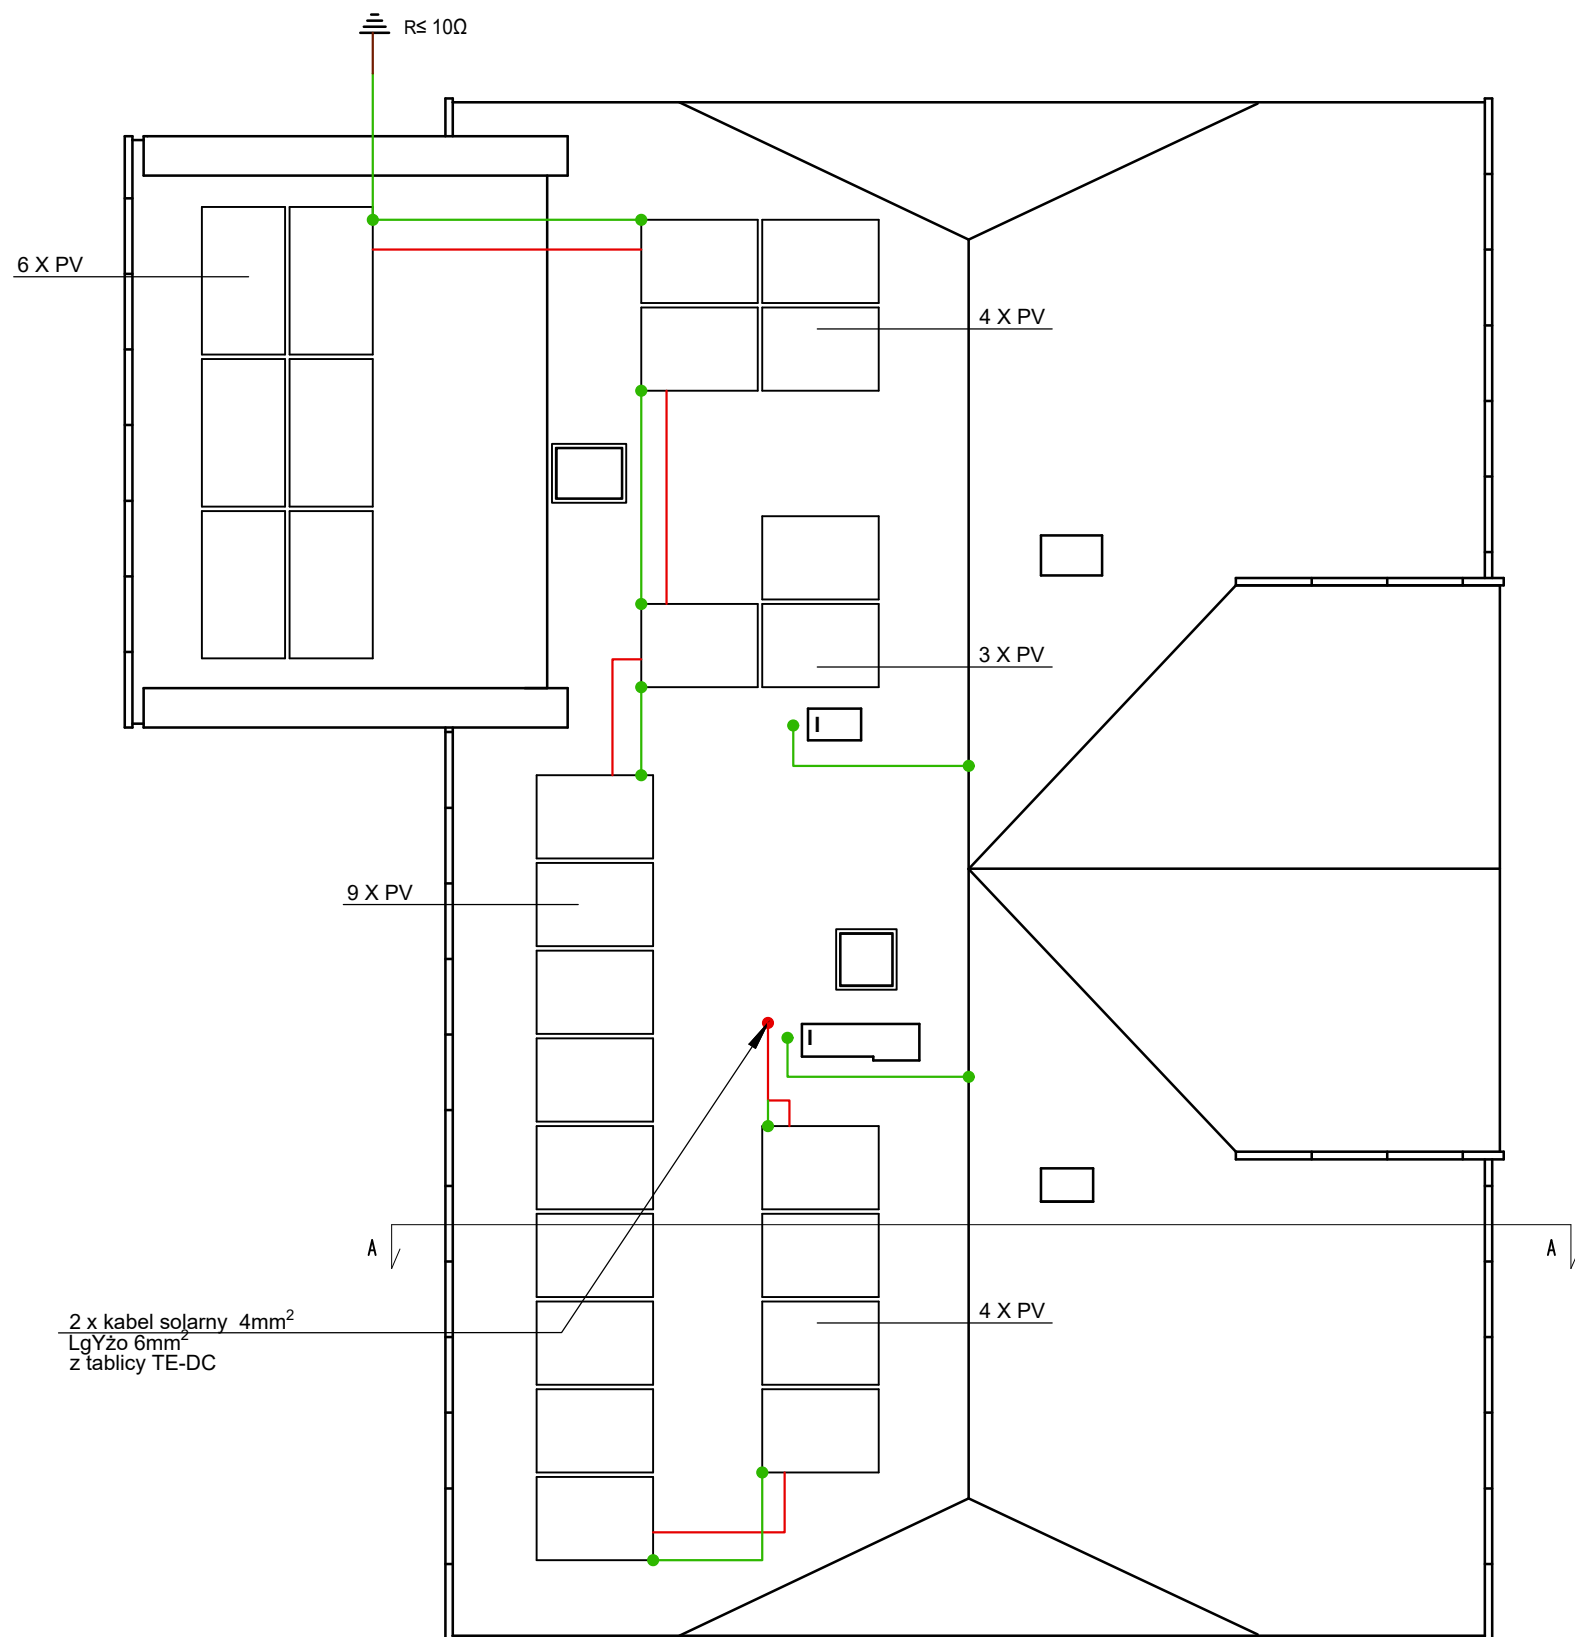 R≤ 10Ω
6 X PV
4 X PV
3 X PV
9 X PV
A
A
4 X PV
2 x kabel solarny 4mm²
LgYżo 6mm²
z tablicy TE-DC